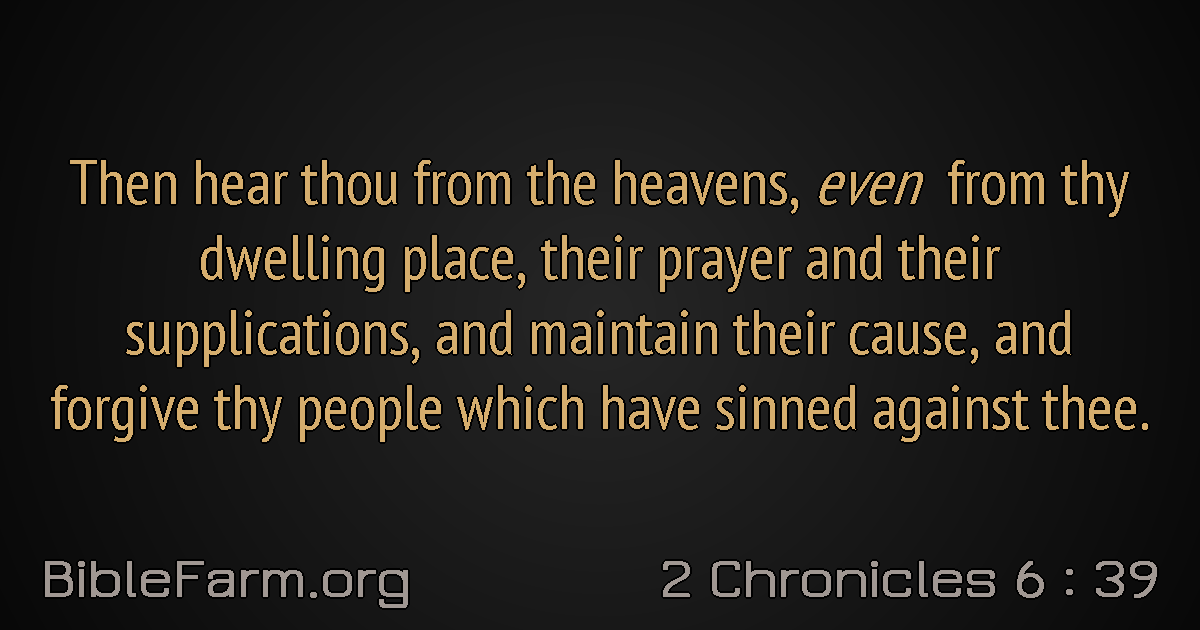 Then hear thou from the heavens, even from thy
dwelling place, their prayer and their
supplications, and maintain their cause, and
forgive thy people which have sinned against thee.
BibleFarm.org
2 Chronicles 6 : 39